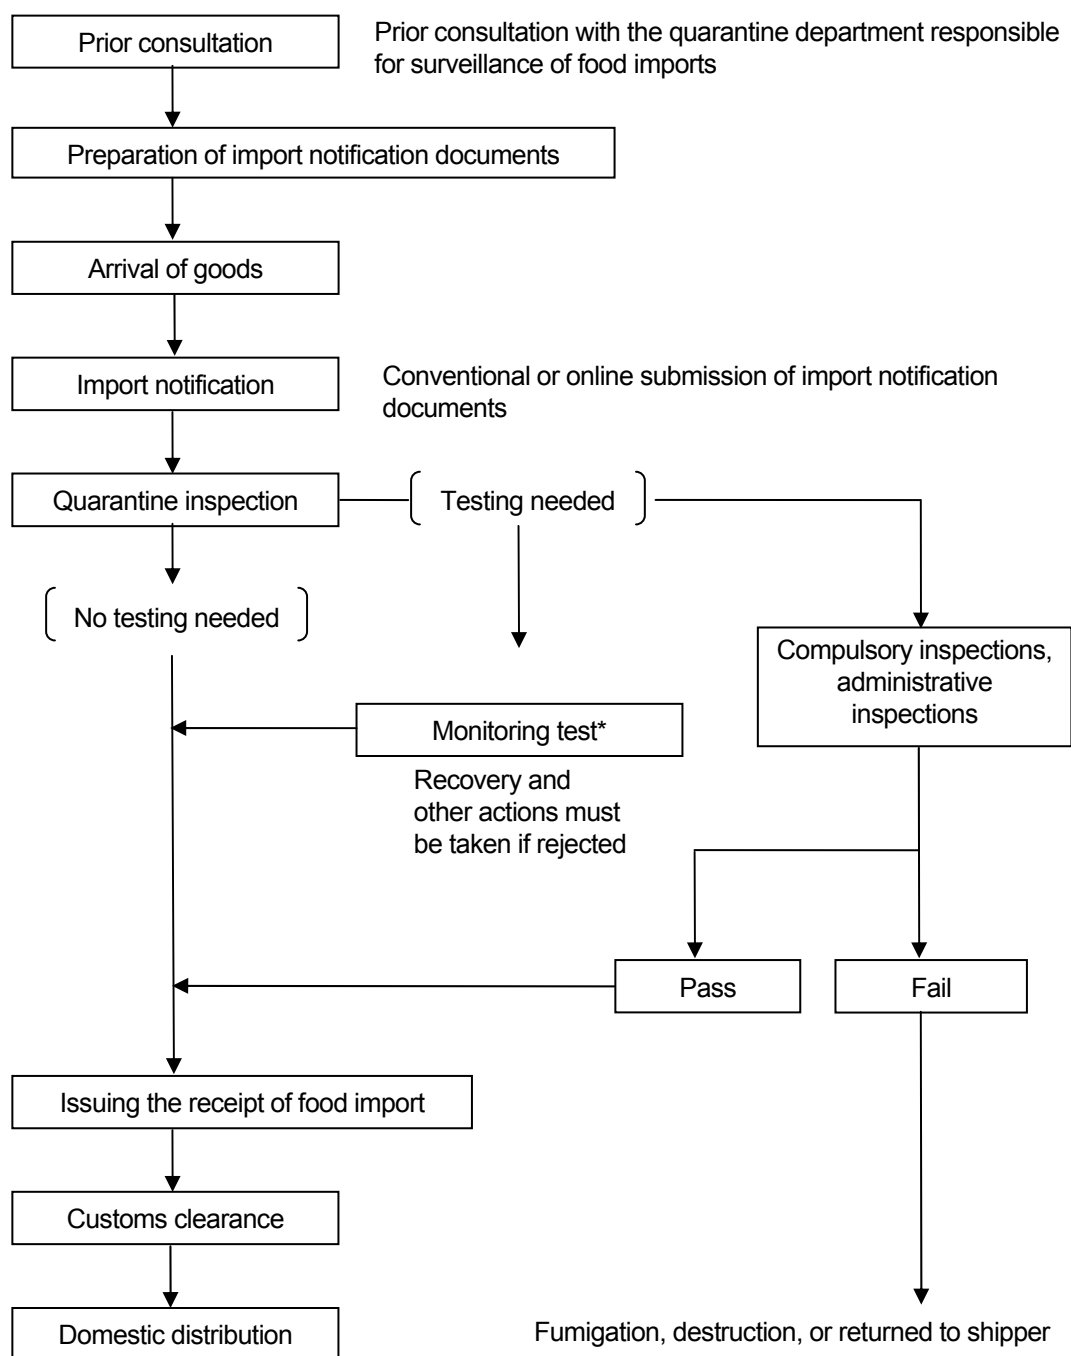 Prior consultation
Prior consultation with the quarantine department responsible
for surveillance of food imports
Preparation of import notification documents
Arrival of goods
Import notification
Conventional or online submission of import notification
documents
Quarantine inspection
Testing needed
No testing needed
Compulsory inspections,
administrative
inspections
Monitoring test*
Recovery and
other actions must
be taken if rejected
Pass
Fail
Issuing the receipt of food import
Customs clearance
Domestic distribution
Fumigation, destruction, or returned to shipper